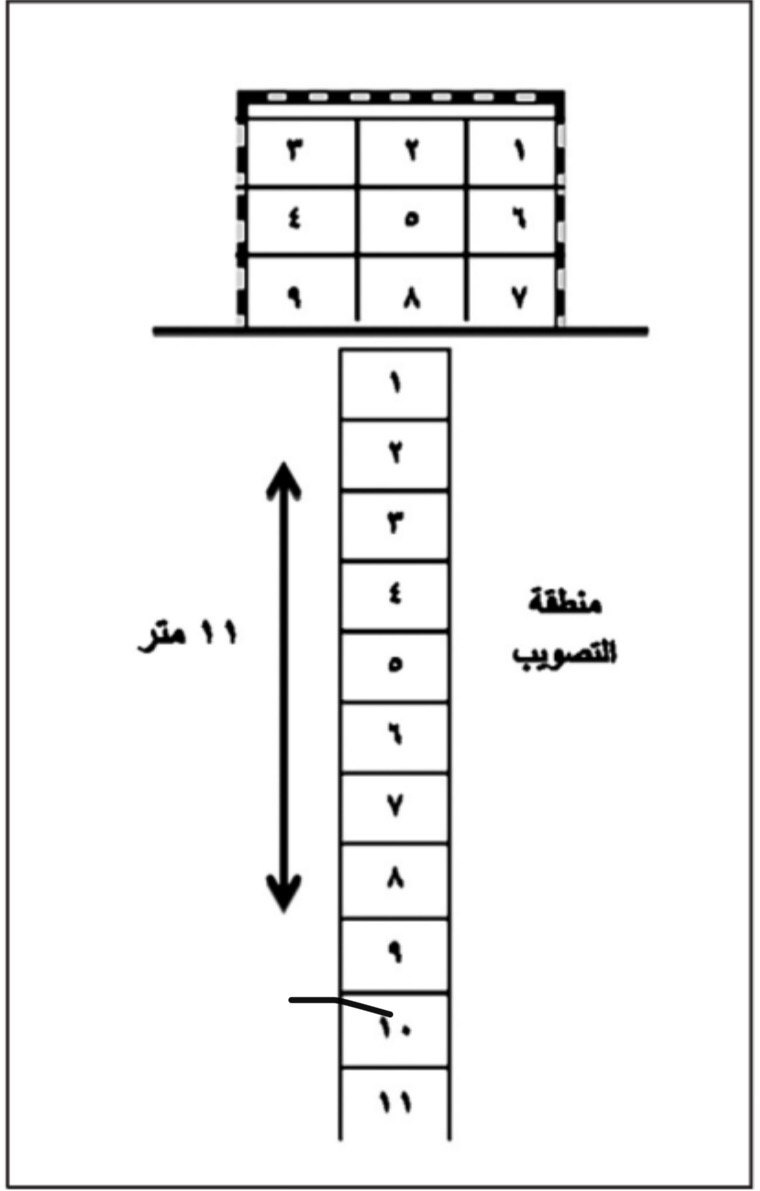 ١ ٢ ٣
٦ ٥ ٤
٧ ٨ ٩
١
٢
٣
٤
٥
٦
٧
٨
٩
١٠
١١
منطقة
التصويب
١١ متر